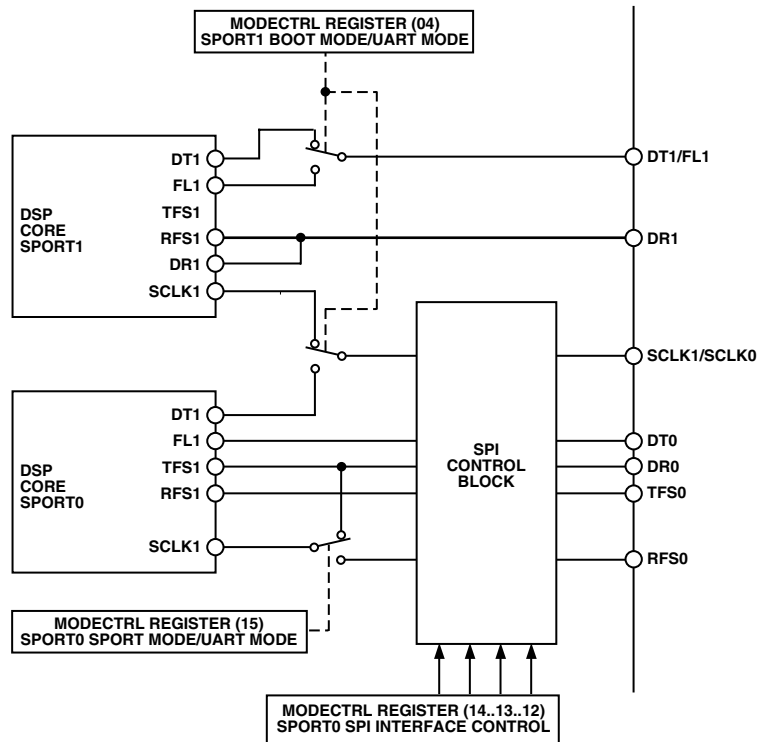 MODECTRL REGISTER (04)
SPORT1 BOOT MODE/UART MODE
DSP
CORE
SPORT1
DT1
FL1
TFS1
RFS1
DR1
SCLK1
DT1/FL1
DR1
SCLK1/SCLK0
DSP
CORE
SPORT0
DT1
FL1
TFS1
RFS1
SCLK1
SPI
CONTROL
BLOCK
DT0
DR0
TFS0
RFS0
MODECTRL REGISTER (15)
SPORT0 SPORT MODE/UART MODE
MODECTRL REGISTER (14..13..12)
SPORT0 SPI INTERFACE CONTROL